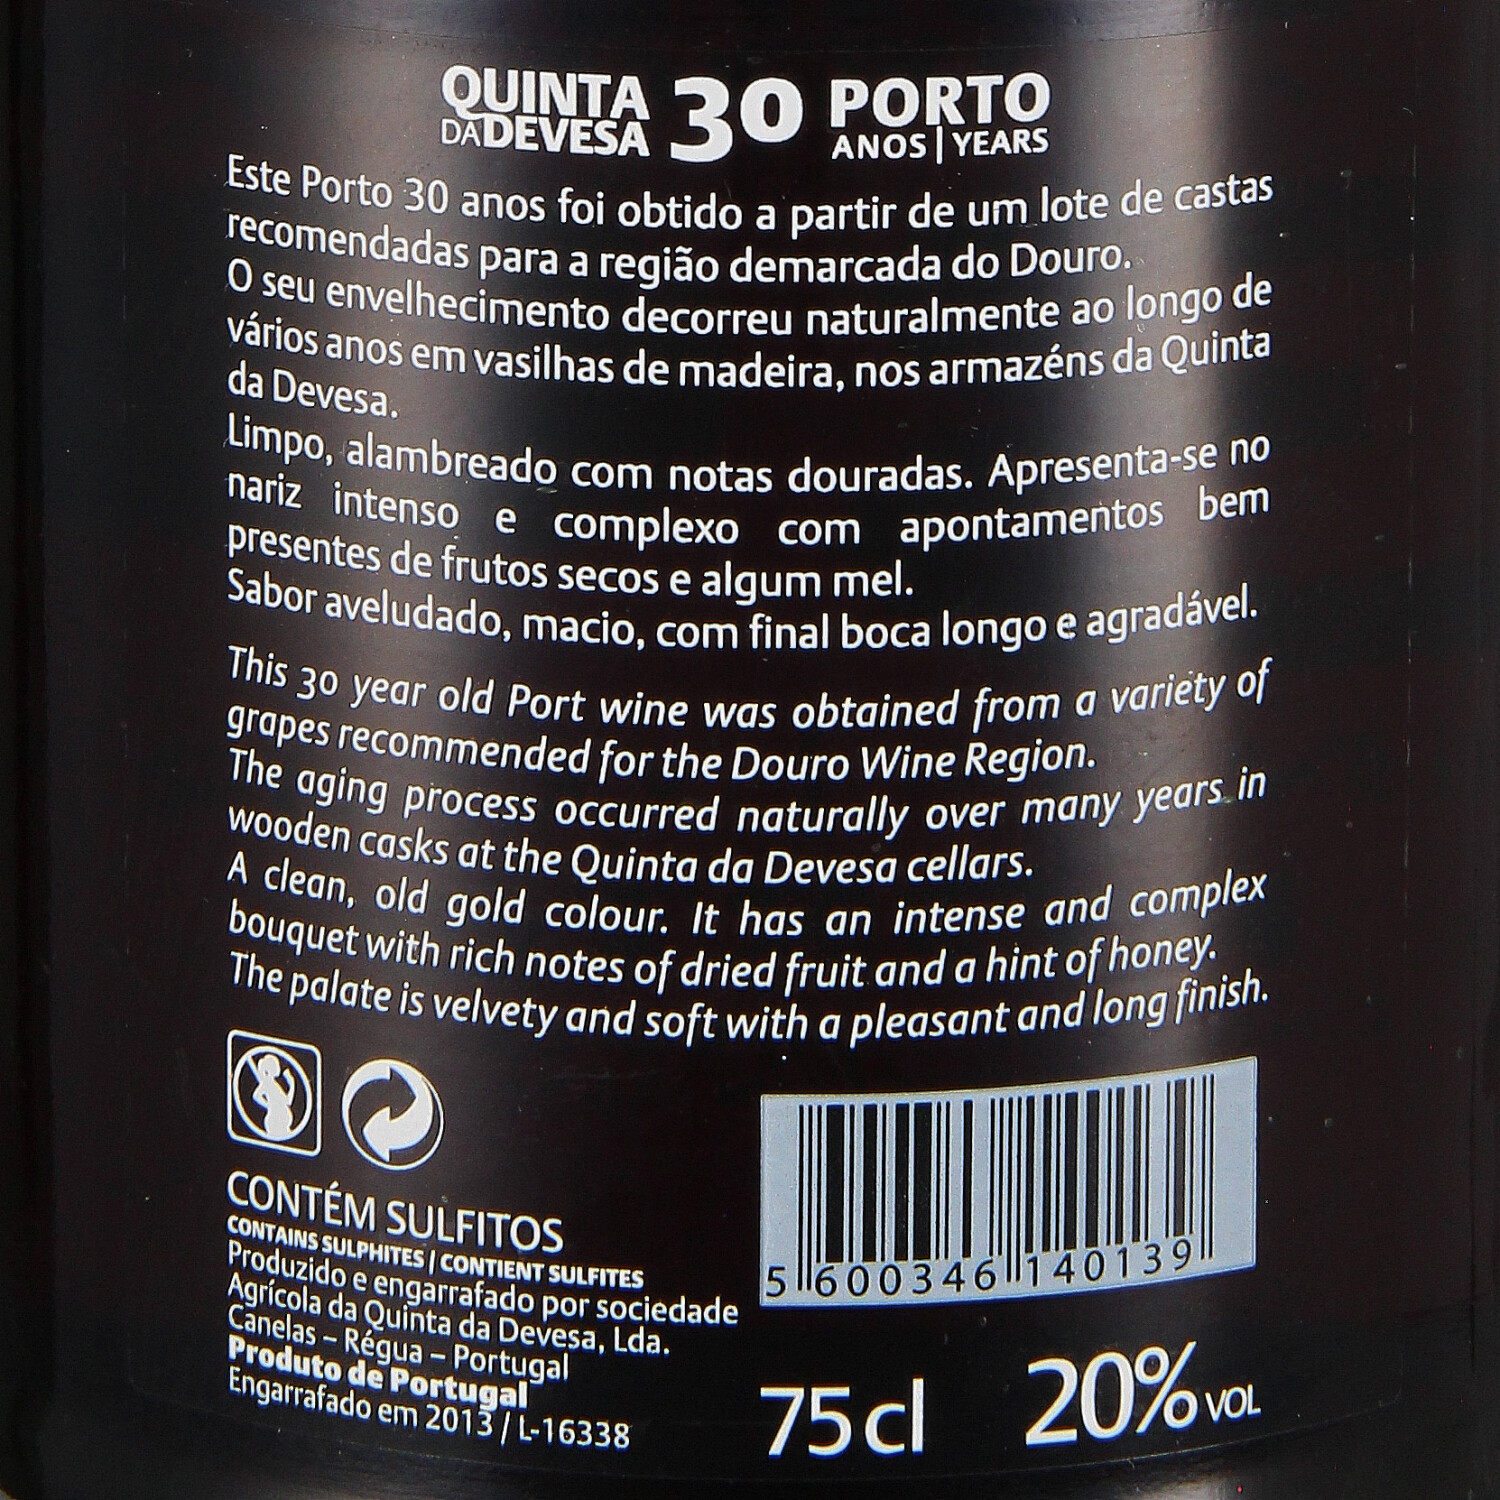 QUINTA DA DEVESA 30 PORTO ANOS | YEARS
Este Porto 30 anos foi obtido a partir de um lote de castas
recomendadas para a região demarcada do Douro.
O seu envelhecimento decorreu naturalmente ao longo de
vários anos em vasilhas de madeira, nos armazéns da Quinta
da Devesa.
Limpo, alambreado com notas douradas. Apresenta-se no
nariz intenso e complexo com apontamentos bem
presentes de frutos secos e algum mel.
Sabor aveludado, macio, com final boca longo e agradável.
This 30 year old Port wine was obtained from a variety of
grapes recommended for the Douro Wine Region.
The aging process occurred naturally over many years in
wooden casks at the Quinta da Devesa cellars.
A clean, old gold colour. It has an intense and complex
bouquet with rich notes of dried fruit and a hint of honey.
The palate is velvety and soft with a pleasant and long finish.
CONTÉM SULFITOS
CONTAINS SULPHITES / CONTIENT SULFITES
Produzido e engarrafado por sociedade
Agrícola da Quinta da Devesa, Lda.
Canelas – Régua – Portugal
Produto de Portugal
Engarrafado em 2013 / L-16338
5 600346 140139
75 cl
20% VOL